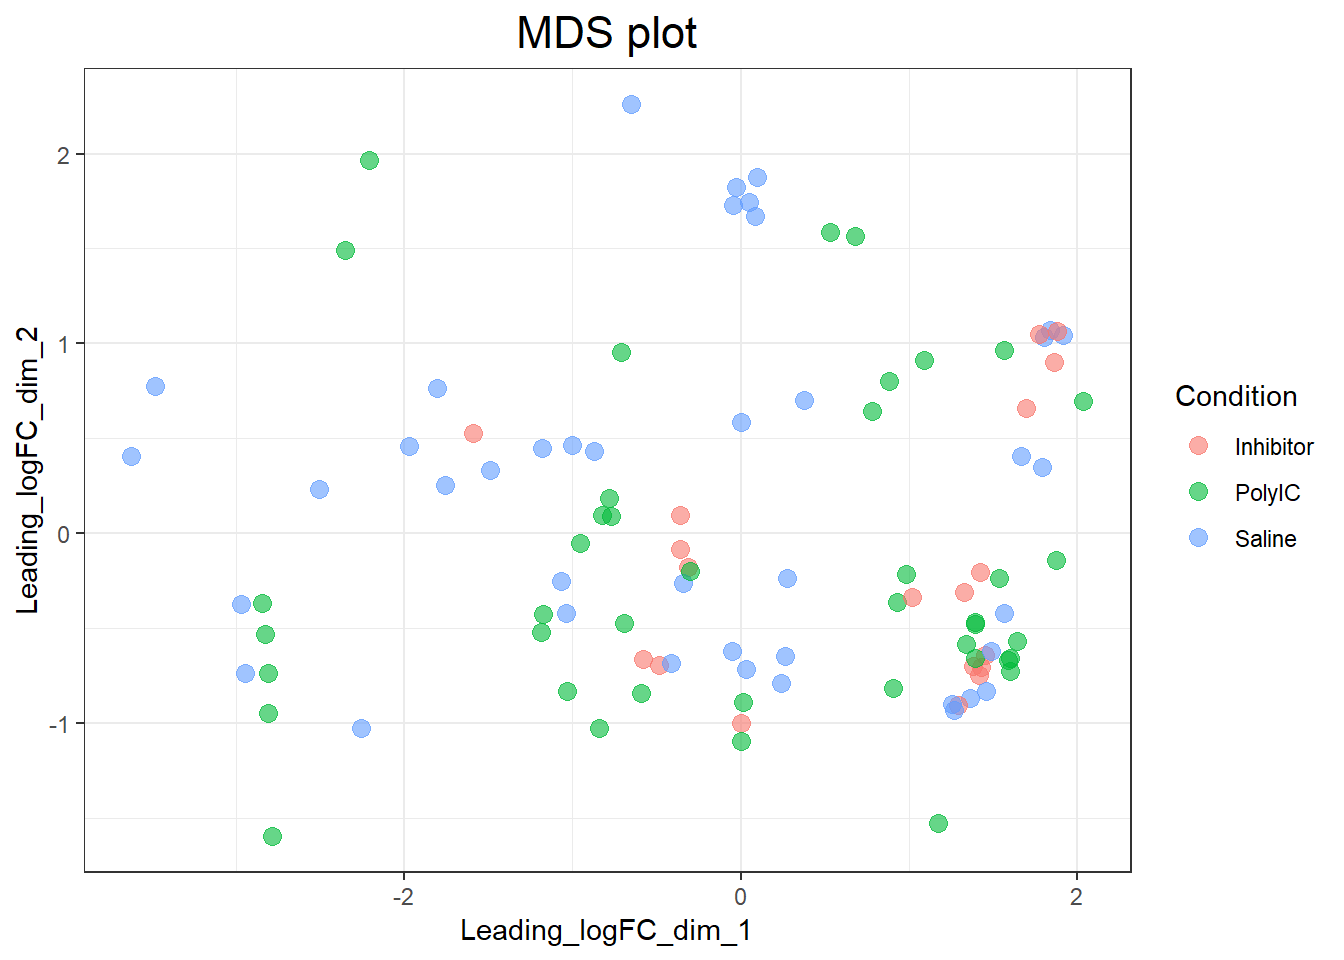 MDS plot
Leading_logFC_dim_2
2
1
0
-1
-2
0
2
Leading_logFC_dim_1
Condition
Inhibitor
PolyIC
Saline